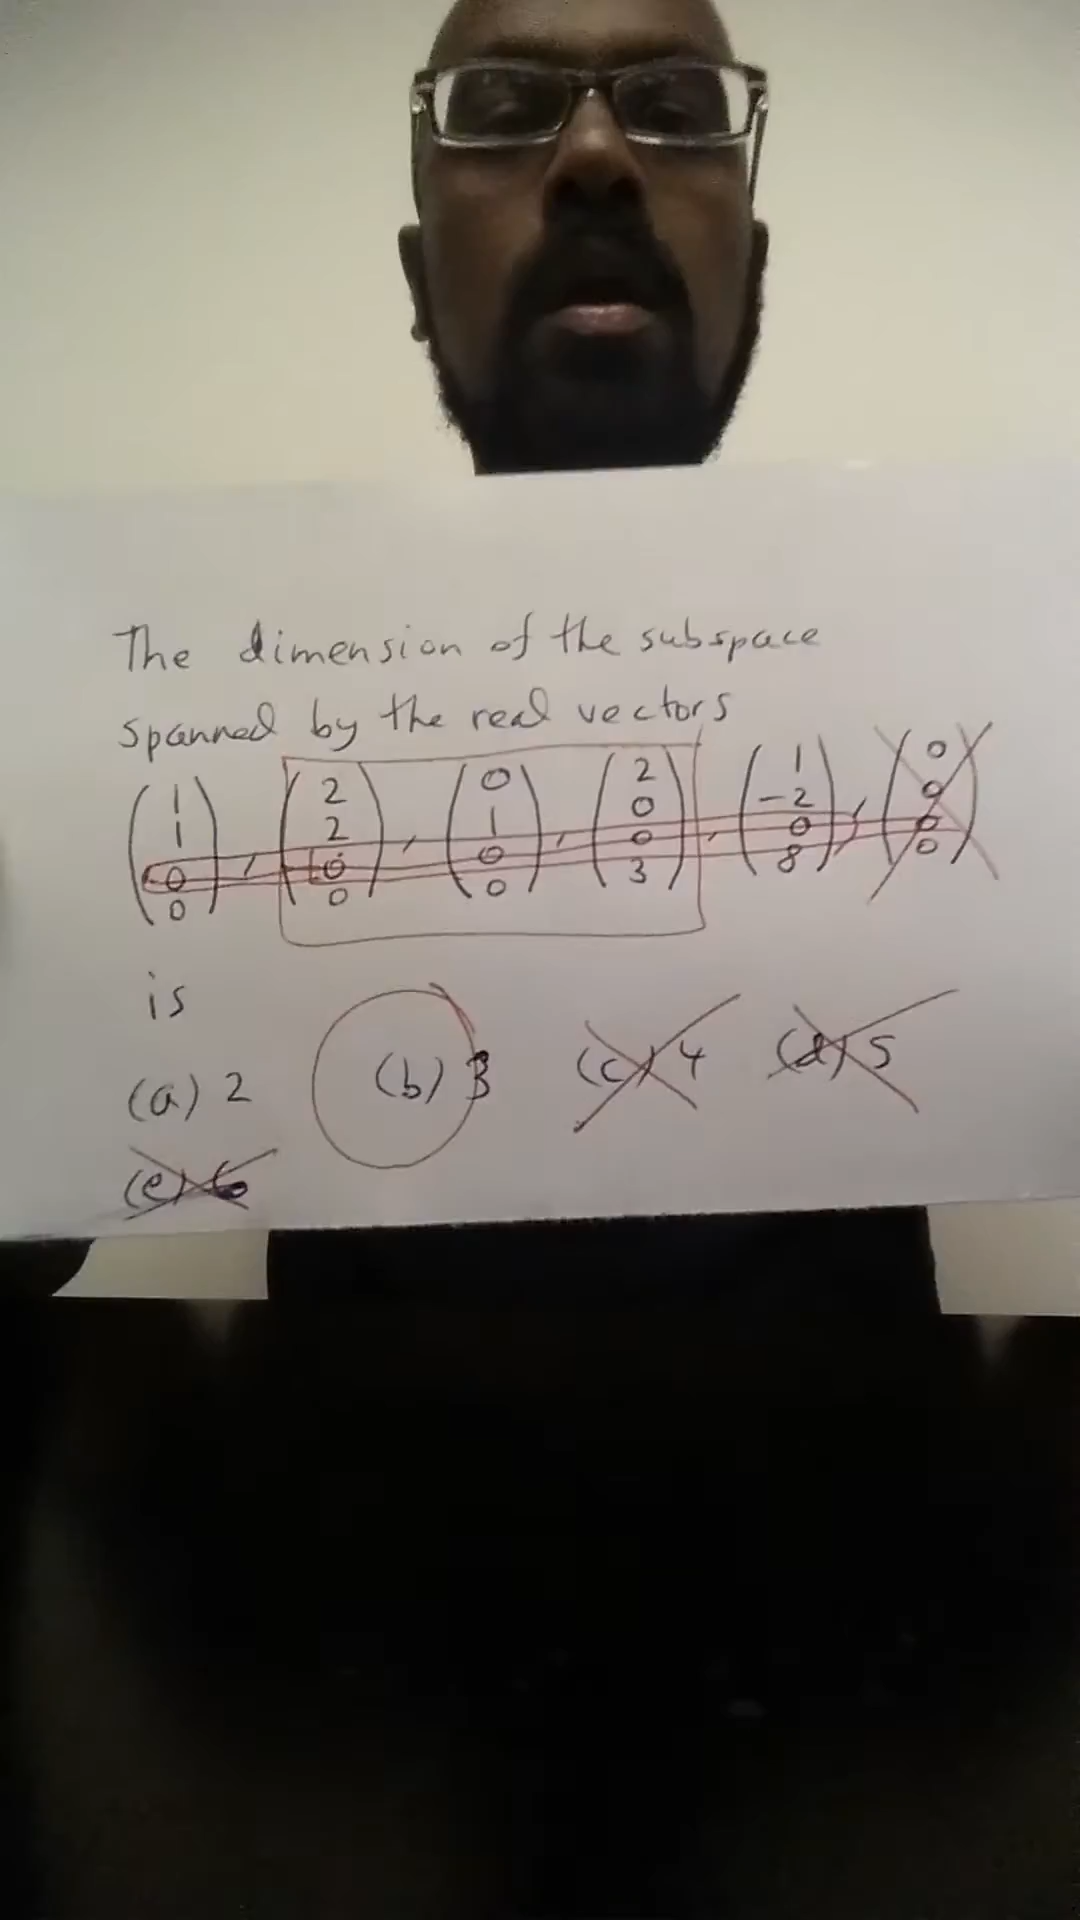 The dimension of the subspace
spanned by the real vectors
(1 1 0 0), (2 2 0 0), (0 1 0 0), (2 0 0 3), (1 -2 0 8), (0 0 0 0)
is
(a) 2 (b) 3 (c) 4 (d) 5
(e) 6